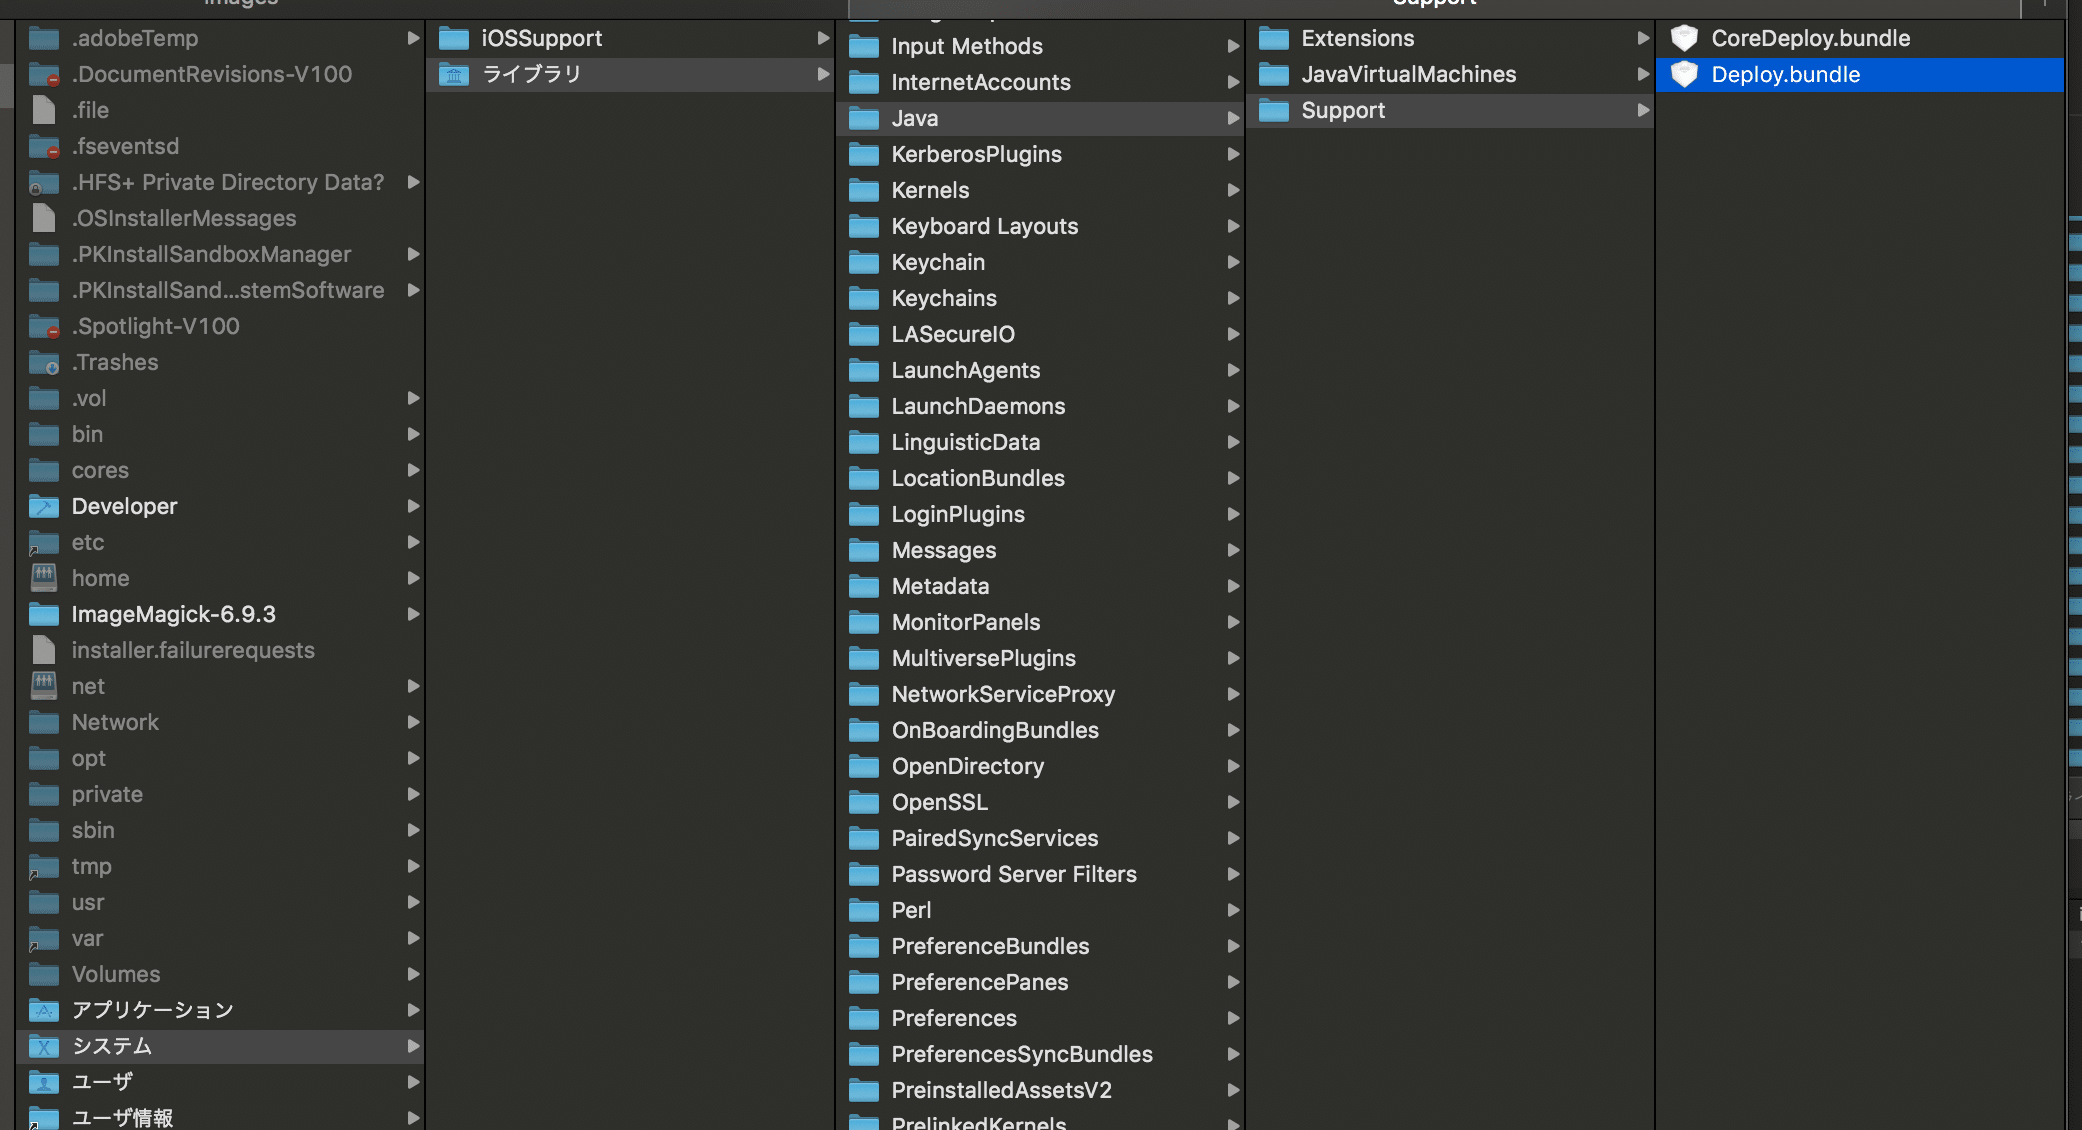 Images
Support
.adobeTemp
.DocumentRevisions-V100
.file
.fseventsd
.HFS+ Private Directory Data?
.OSInstallerMessages
.PKInstallSandboxManager
.PKInstallSand...stemSoftware
.Spotlight-V100
.Trashes
.vol
bin
cores
Developer
etc
home
ImageMagick-6.9.3
installer.failurerequests
net
Network
opt
private
sbin
tmp
usr
var
Volumes
アプリケーション
システム
ユーザ
ユーザ情報
iOSSupport
ライブラリ
Input Methods
InternetAccounts
Java
KerberosPlugins
Kernels
Keyboard Layouts
Keychain
Keychains
LASecureIO
LaunchAgents
LaunchDaemons
LinguisticData
LocationBundles
LoginPlugins
Messages
Metadata
MonitorPanels
MultiversePlugins
NetworkServiceProxy
OnBoardingBundles
OpenDirectory
OpenSSL
PairedSyncServices
Password Server Filters
Perl
PreferenceBundles
PreferencePanes
Preferences
PreferencesSyncBundles
PreinstalledAssetsV2
PrelinkedKernels
Extensions
JavaVirtualMachines
Support
CoreDeploy.bundle
Deploy.bundle